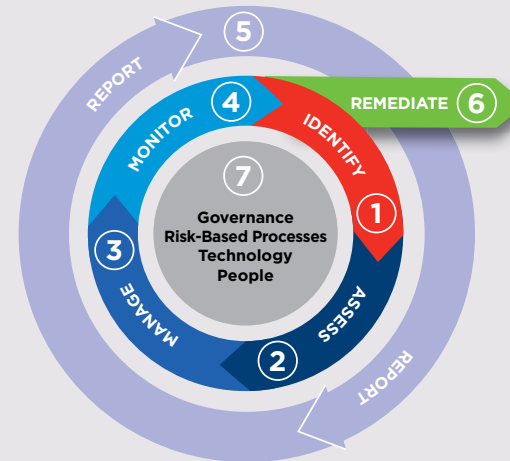 5
REPORT
REMEDIATE 6
4
MONITOR
IDENTIFY
1
7
Governance
Risk-Based Processes
Technology
People
3
MANAGE
ASSESS
2
REPORT